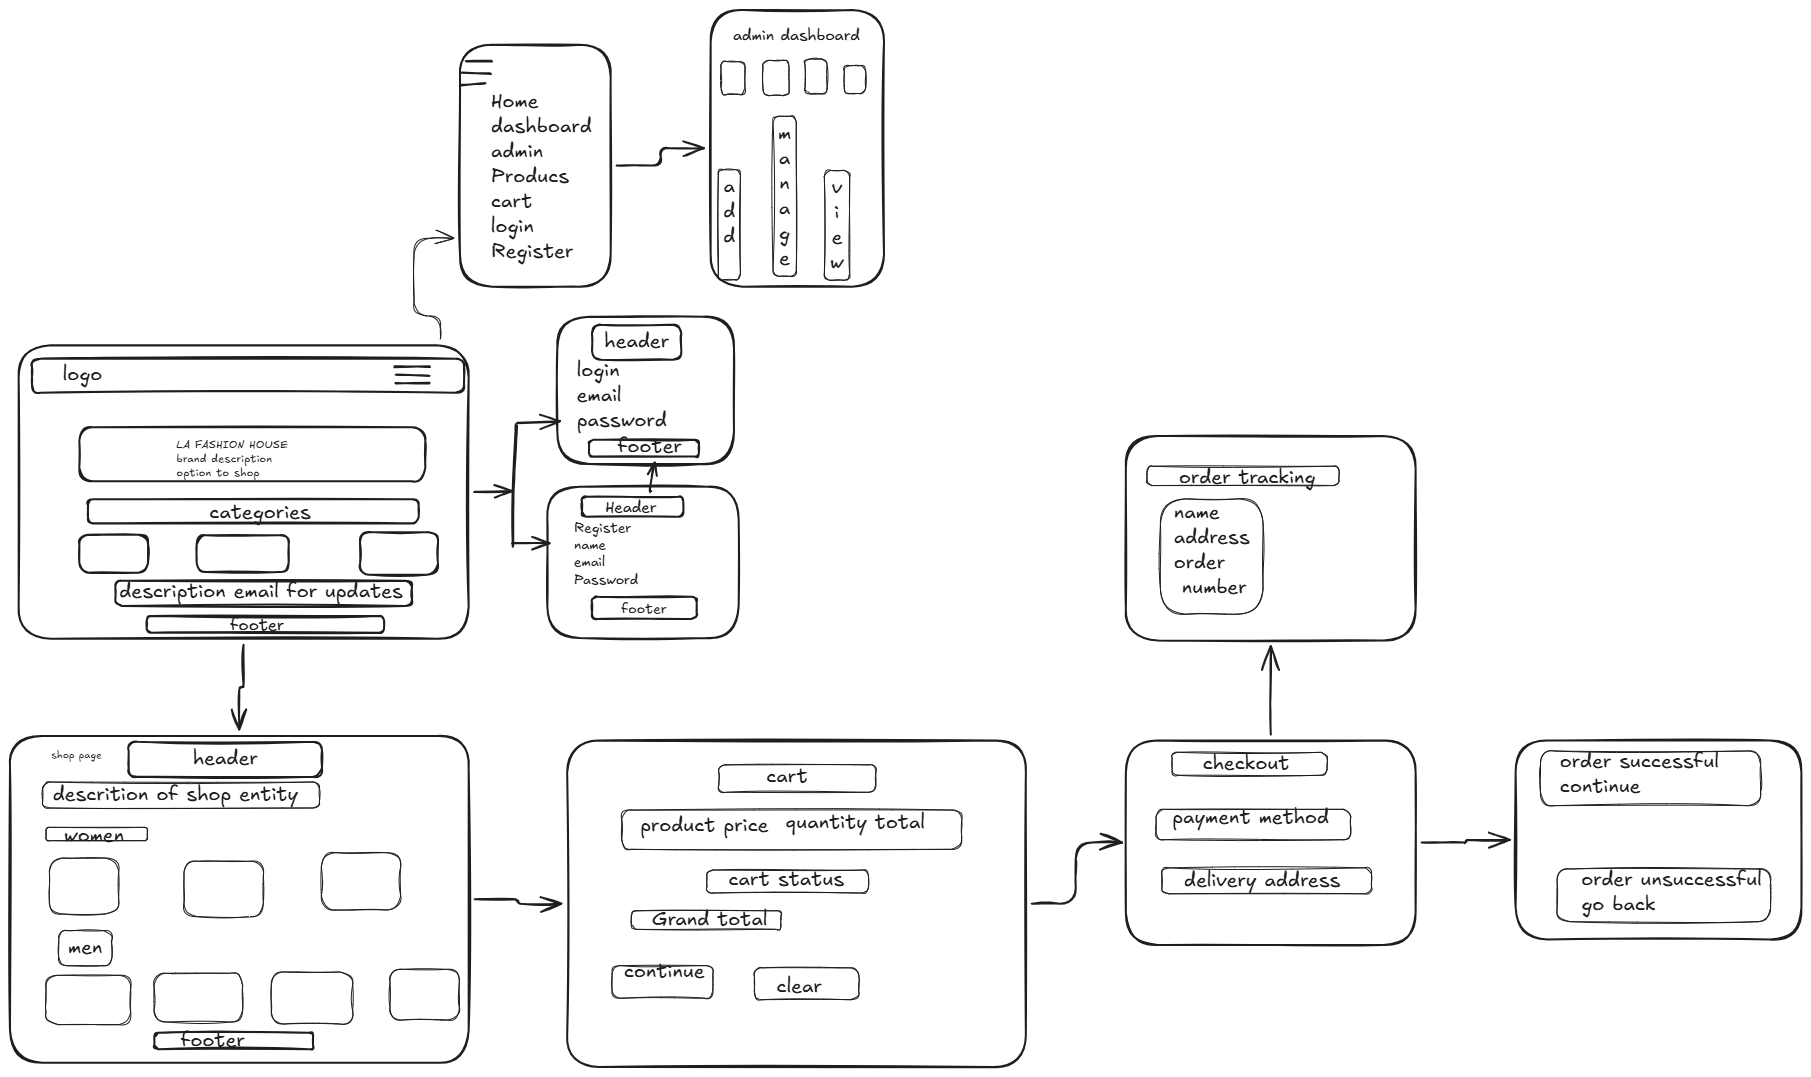 admin dashboard
a
d
d
m
a
n
a
g
e
v
i
e
w
Home
dashboard
admin
Producs
cart
login
Register
logo
LA FASHION HOUSE
brand description
option to shop
categories
description email for updates
footer
header
login
email
password
footer
Header
Register
name
email
Password
footer
order tracking
name
address
order
number
shop page
header
descrition of shop entity
women
men
footer
cart
product price quantity total
cart status
Grand total
continue
clear
checkout
payment method
delivery address
order successful
continue
order unsuccessful
go back